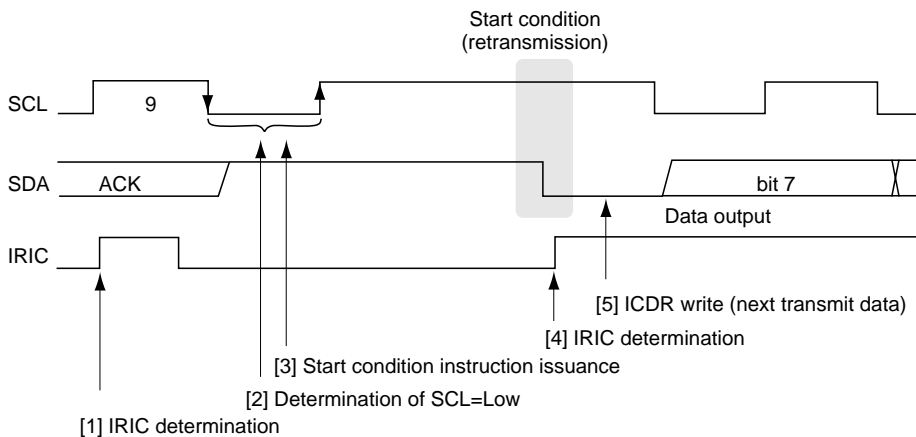 Start condition
(retransmission)
SCL
9
SDA
ACK
bit 7
Data output
IRIC
[5] ICDR write (next transmit data)
[4] IRIC determination
[3] Start condition instruction issuance
[2] Determination of SCL=Low
[1] IRIC determination